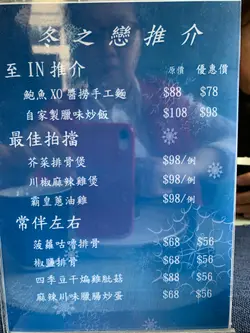 冬之戀推介
至IN推介 原價 優惠價
鮑魚XO醬撈手工麵 $88 $78
自家製臘味炒飯 $108 $98
最佳拍擋
芥菜排骨煲 $98/例
川椒麻辣雞煲 $98/例
霸皇蔥油雞 $98/例
常伴左右
菠蘿咕嚕排骨 $68 $56
椒鹽排骨 $68 $56
四季豆干煸雞肶菇 $88 $56
麻辣川味臘腸炒蛋 $68 $56